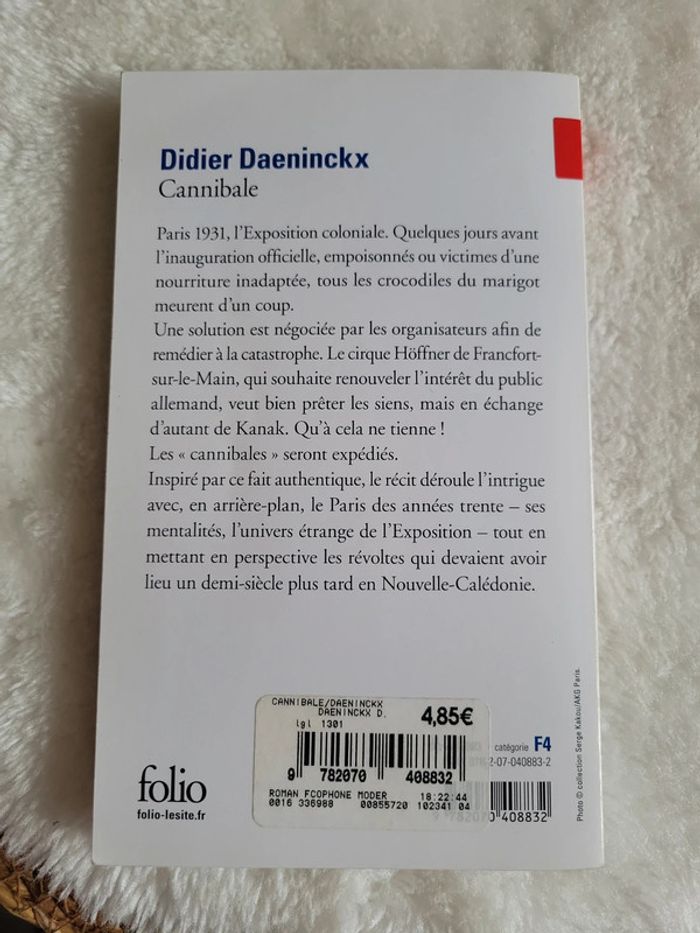 Didier Daeninckx
Cannibale
Paris 1931, l'Exposition coloniale. Quelques jours avant
l'inauguration officielle, empoisonnés ou victimes d'une
nourriture inadaptée, tous les crocodiles du marigot
meurent d'un coup.
Une solution est négociée par les organisateurs afin de
remédier à la catastrophe. Le cirque Höffner de Francfort-
sur-le-Main, qui souhaite renouveler l'intérêt du public
allemand, veut bien prêter les siens, mais en échange
d'autant de Kanak. Qu'à cela ne tienne !
Les « cannibales » seront expédiés.
Inspiré par ce fait authentique, le récit déroule l'intrigue
avec, en arrière-plan, le Paris des années trente – ses
mentalités, l'univers étrange de l'Exposition – tout en
mettant en perspective les révoltes qui devaient avoir
lieu un demi-siècle plus tard en Nouvelle-Calédonie.
Photo © collection Serge Kakou/AKG Paris.
CANNIBALE/DAENINCKX
DAENINCKX D.
4,85€
lgl 1301
9 782070 408832
ROMAN FCOPHONE MODER 18:22:44
0016 336988 00855720 102341 04
catégorie F4
2-07-040883-2
9 782070 408832
folio
folio-lesite.fr